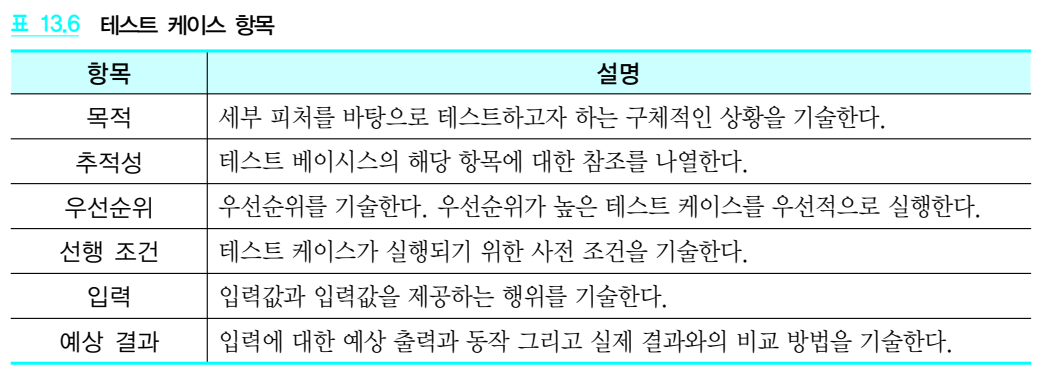 표 13.6 테스트 케이스 항목
항목 설명
목적 세부 피처를 바탕으로 테스트하고자 하는 구체적인 상황을 기술한다.
추적성 테스트 베이시스의 해당 항목에 대한 참조를 나열한다.
우선순위 우선순위를 기술한다. 우선순위가 높은 테스트 케이스를 우선적으로 실행한다.
선행 조건 테스트 케이스가 실행되기 위한 사전 조건을 기술한다.
입력 입력값과 입력값을 제공하는 행위를 기술한다.
예상 결과 입력에 대한 예상 출력과 동작 그리고 실제 결과와의 비교 방법을 기술한다.